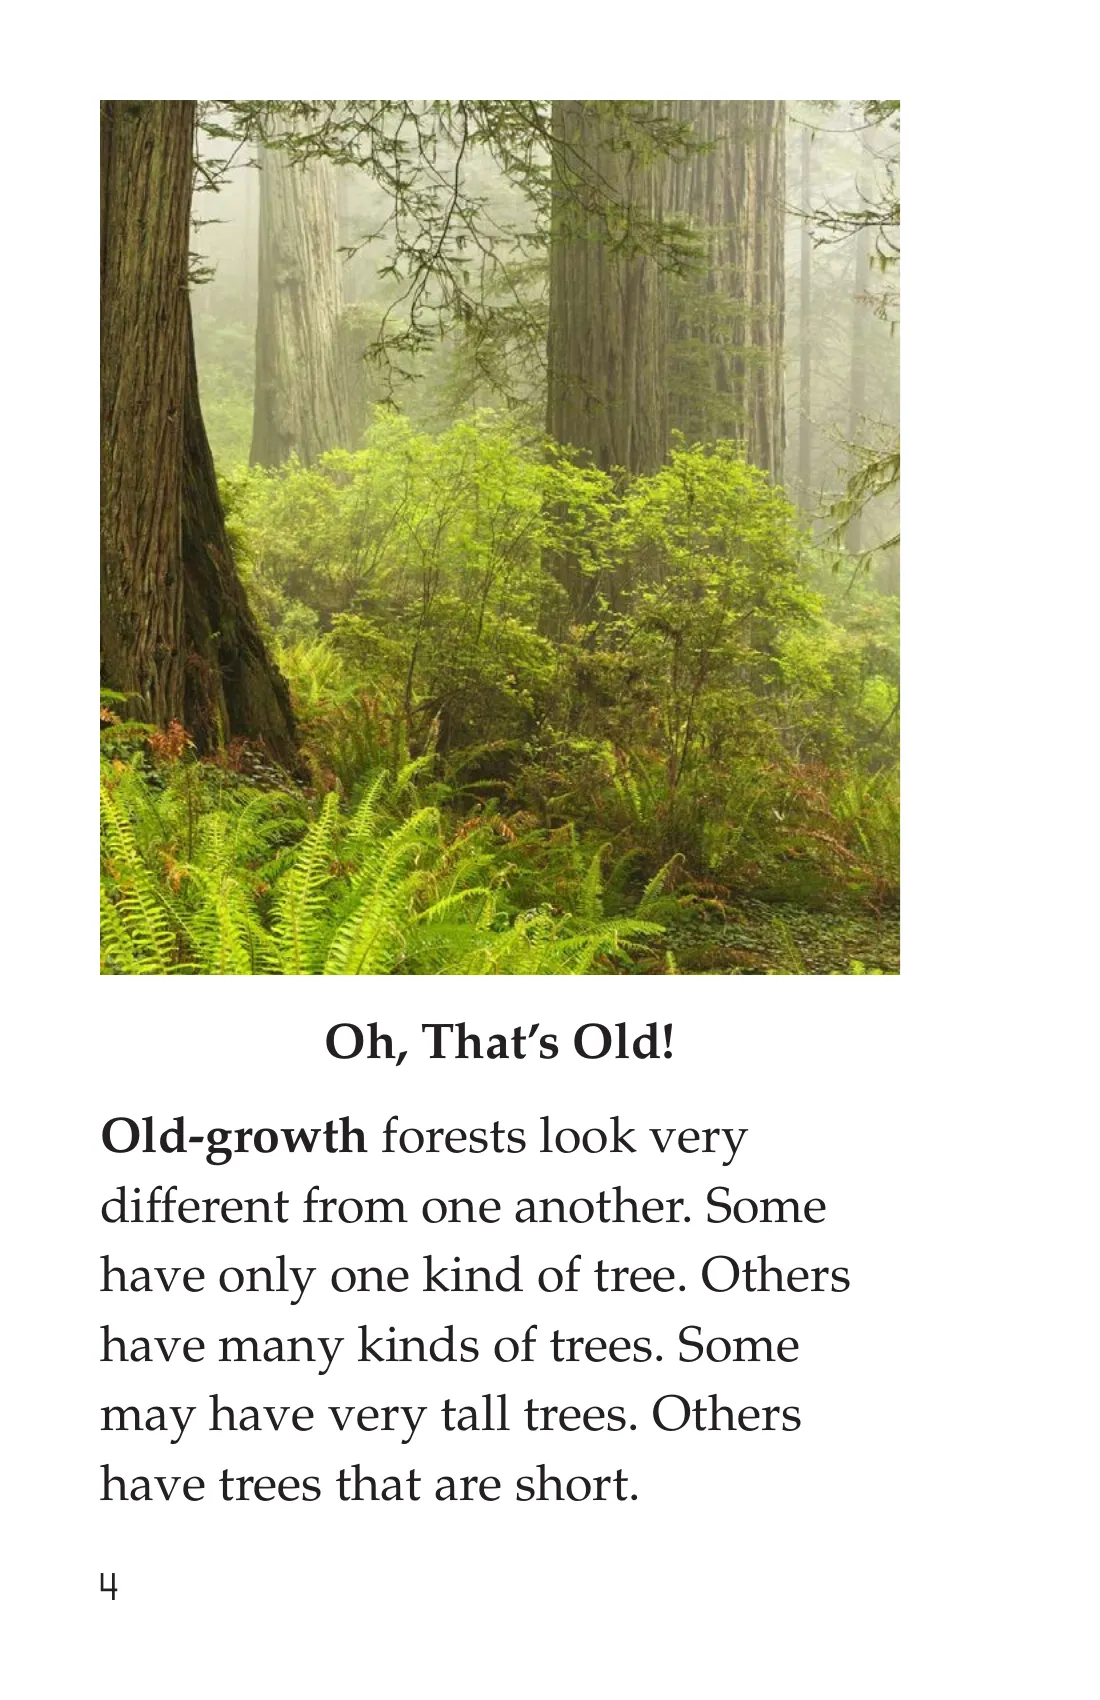 Oh, That’s Old!
Old-growth forests look very
different from one another. Some
have only one kind of tree. Others
have many kinds of trees. Some
may have very tall trees. Others
have trees that are short.
4